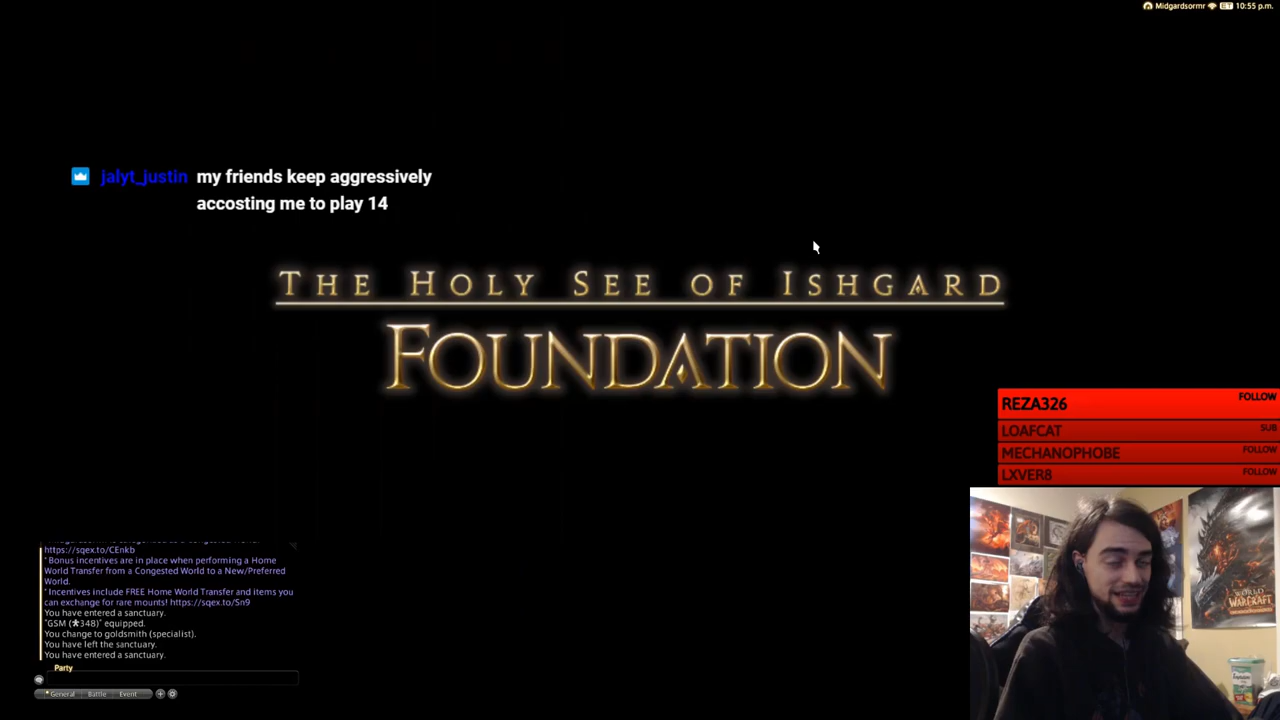 Midgardsormr ET 10:55 p.m.
jalyt_justin my friends keep aggressively
accosting me to play 14
THE HOLY SEE OF ISHGARD
FOUNDATION
REZA326 FOLLOW
LOAFCAT SUB
MECHANOPHOBE FOLLOW
LXVER8 FOLLOW
https://sqex.to/CEnkb
*Bonus incentives are in place when performing a Home
World Transfer from a Congested World to a New/Preferred
World.
*Incentives include FREE Home World Transfer and items you
can exchange for rare mounts! https://sqex.to/Sn9
You have entered a sanctuary.
"GSM (★348)" equipped.
You change to goldsmith (specialist).
You have left the sanctuary.
You have entered a sanctuary.
Party
General Battle Event
WORLD
WARCRAFT